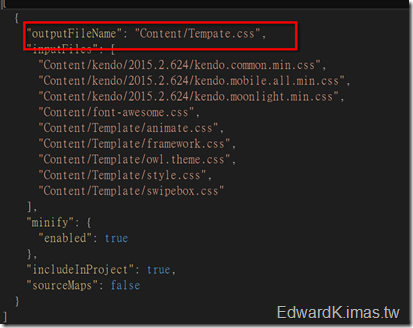 {
"outputFileName": "Content/Tempate.css",
"inputFiles": [
"Content/kendo/2015.2.624/kendo.common.min.css",
"Content/kendo/2015.2.624/kendo.mobile.all.min.css",
"Content/kendo/2015.2.624/kendo.moonlight.min.css",
"Content/font-awesome.css",
"Content/Template/animate.css",
"Content/Template/framework.css",
"Content/Template/owl.theme.css",
"Content/Template/style.css",
"Content/Template/swipebox.css"
],
"minify": {
"enabled": true
},
"includeInProject": true,
"sourceMaps": false
}
]
EdwardK.imas.tw